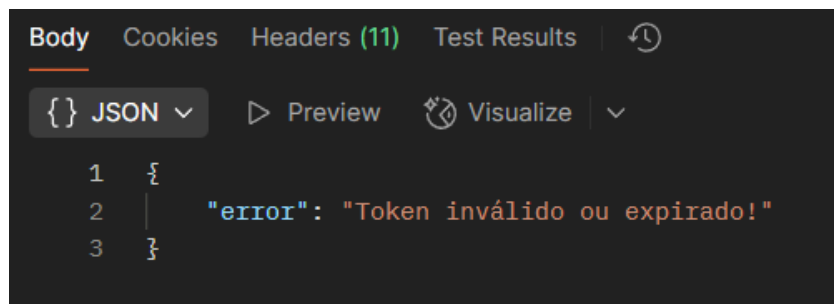 Body Cookies Headers (11) Test Results
{} JSON Preview Visualize
1 {
2 "error": "Token inválido ou expirado!"
3 }